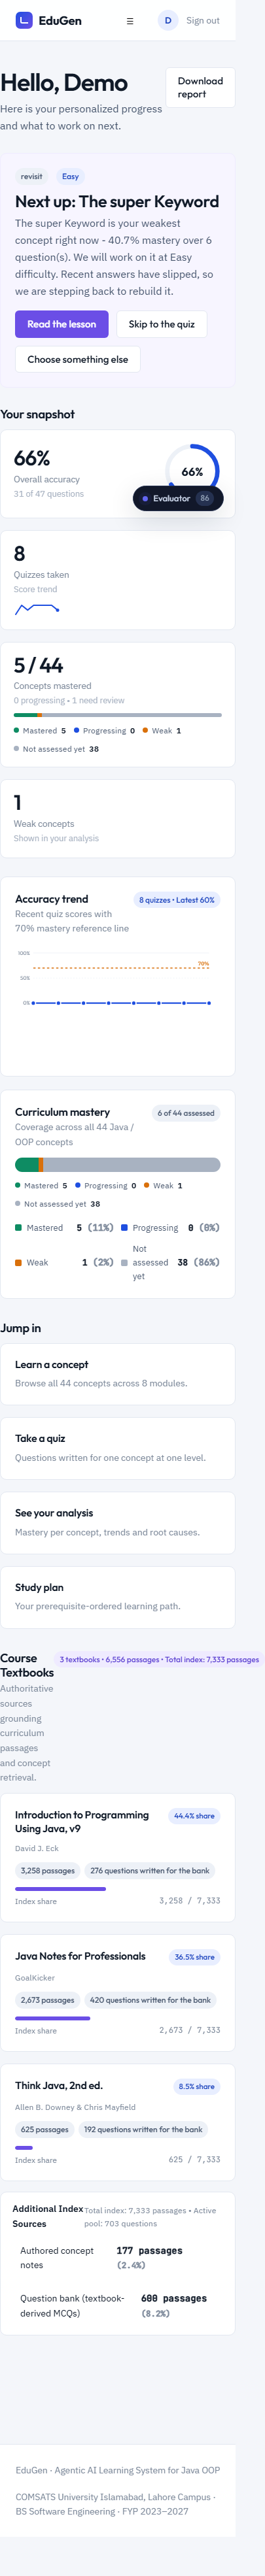 EduGen
☰
D
Sign out
Hello, Demo
Download
report
Here is your personalized progress
and what to work on next.
revisit
Easy
Next up: The super Keyword
The super Keyword is your weakest
concept right now - 40.7% mastery over 6
question(s). We will work on it at Easy
difficulty. Recent answers have slipped, so
we are stepping back to rebuild it.
Read the lesson
Skip to the quiz
Choose something else
Your snapshot
66%
Overall accuracy
31 of 47 questions
66%
Evaluator 86
8
Quizzes taken
Score trend
5 / 44
Concepts mastered
0 progressing • 1 need review
Mastered 5 Progressing 0 Weak 1
Not assessed yet 38
1
Weak concepts
Shown in your analysis
Accuracy trend
8 quizzes • Latest 60%
Recent quiz scores with
70% mastery reference line
100%
70%
50%
0%
Curriculum mastery
6 of 44 assessed
Coverage across all 44 Java /
OOP concepts
Mastered 5 Progressing 0 Weak 1
Not assessed yet 38
Mastered 5 (11%) Progressing 0 (0%)
Weak 1 (2%) Not assessed yet 38 (86%)
Jump in
Learn a concept
Browse all 44 concepts across 8 modules.
Take a quiz
Questions written for one concept at one level.
See your analysis
Mastery per concept, trends and root causes.
Study plan
Your prerequisite-ordered learning path.
Course
Textbooks
3 textbooks • 6,556 passages • Total index: 7,333 passages
Authoritative
sources
grounding
curriculum
passages
and concept
retrieval.
Introduction to Programming
Using Java, v9
44.4% share
David J. Eck
3,258 passages
276 questions written for the bank
Index share 3,258 / 7,333
Java Notes for Professionals
36.5% share
GoalKicker
2,673 passages
420 questions written for the bank
Index share 2,673 / 7,333
Think Java, 2nd ed.
8.5% share
Allen B. Downey & Chris Mayfield
625 passages
192 questions written for the bank
Index share 625 / 7,333
Additional Index
Sources
Total index: 7,333 passages • Active
pool: 703 questions
Authored concept
notes
177 passages
(2.4%)
Question bank (textbook-
derived MCQs)
600 passages
(8.2%)
EduGen · Agentic AI Learning System for Java OOP
COMSATS University Islamabad, Lahore Campus ·
BS Software Engineering · FYP 2023–2027